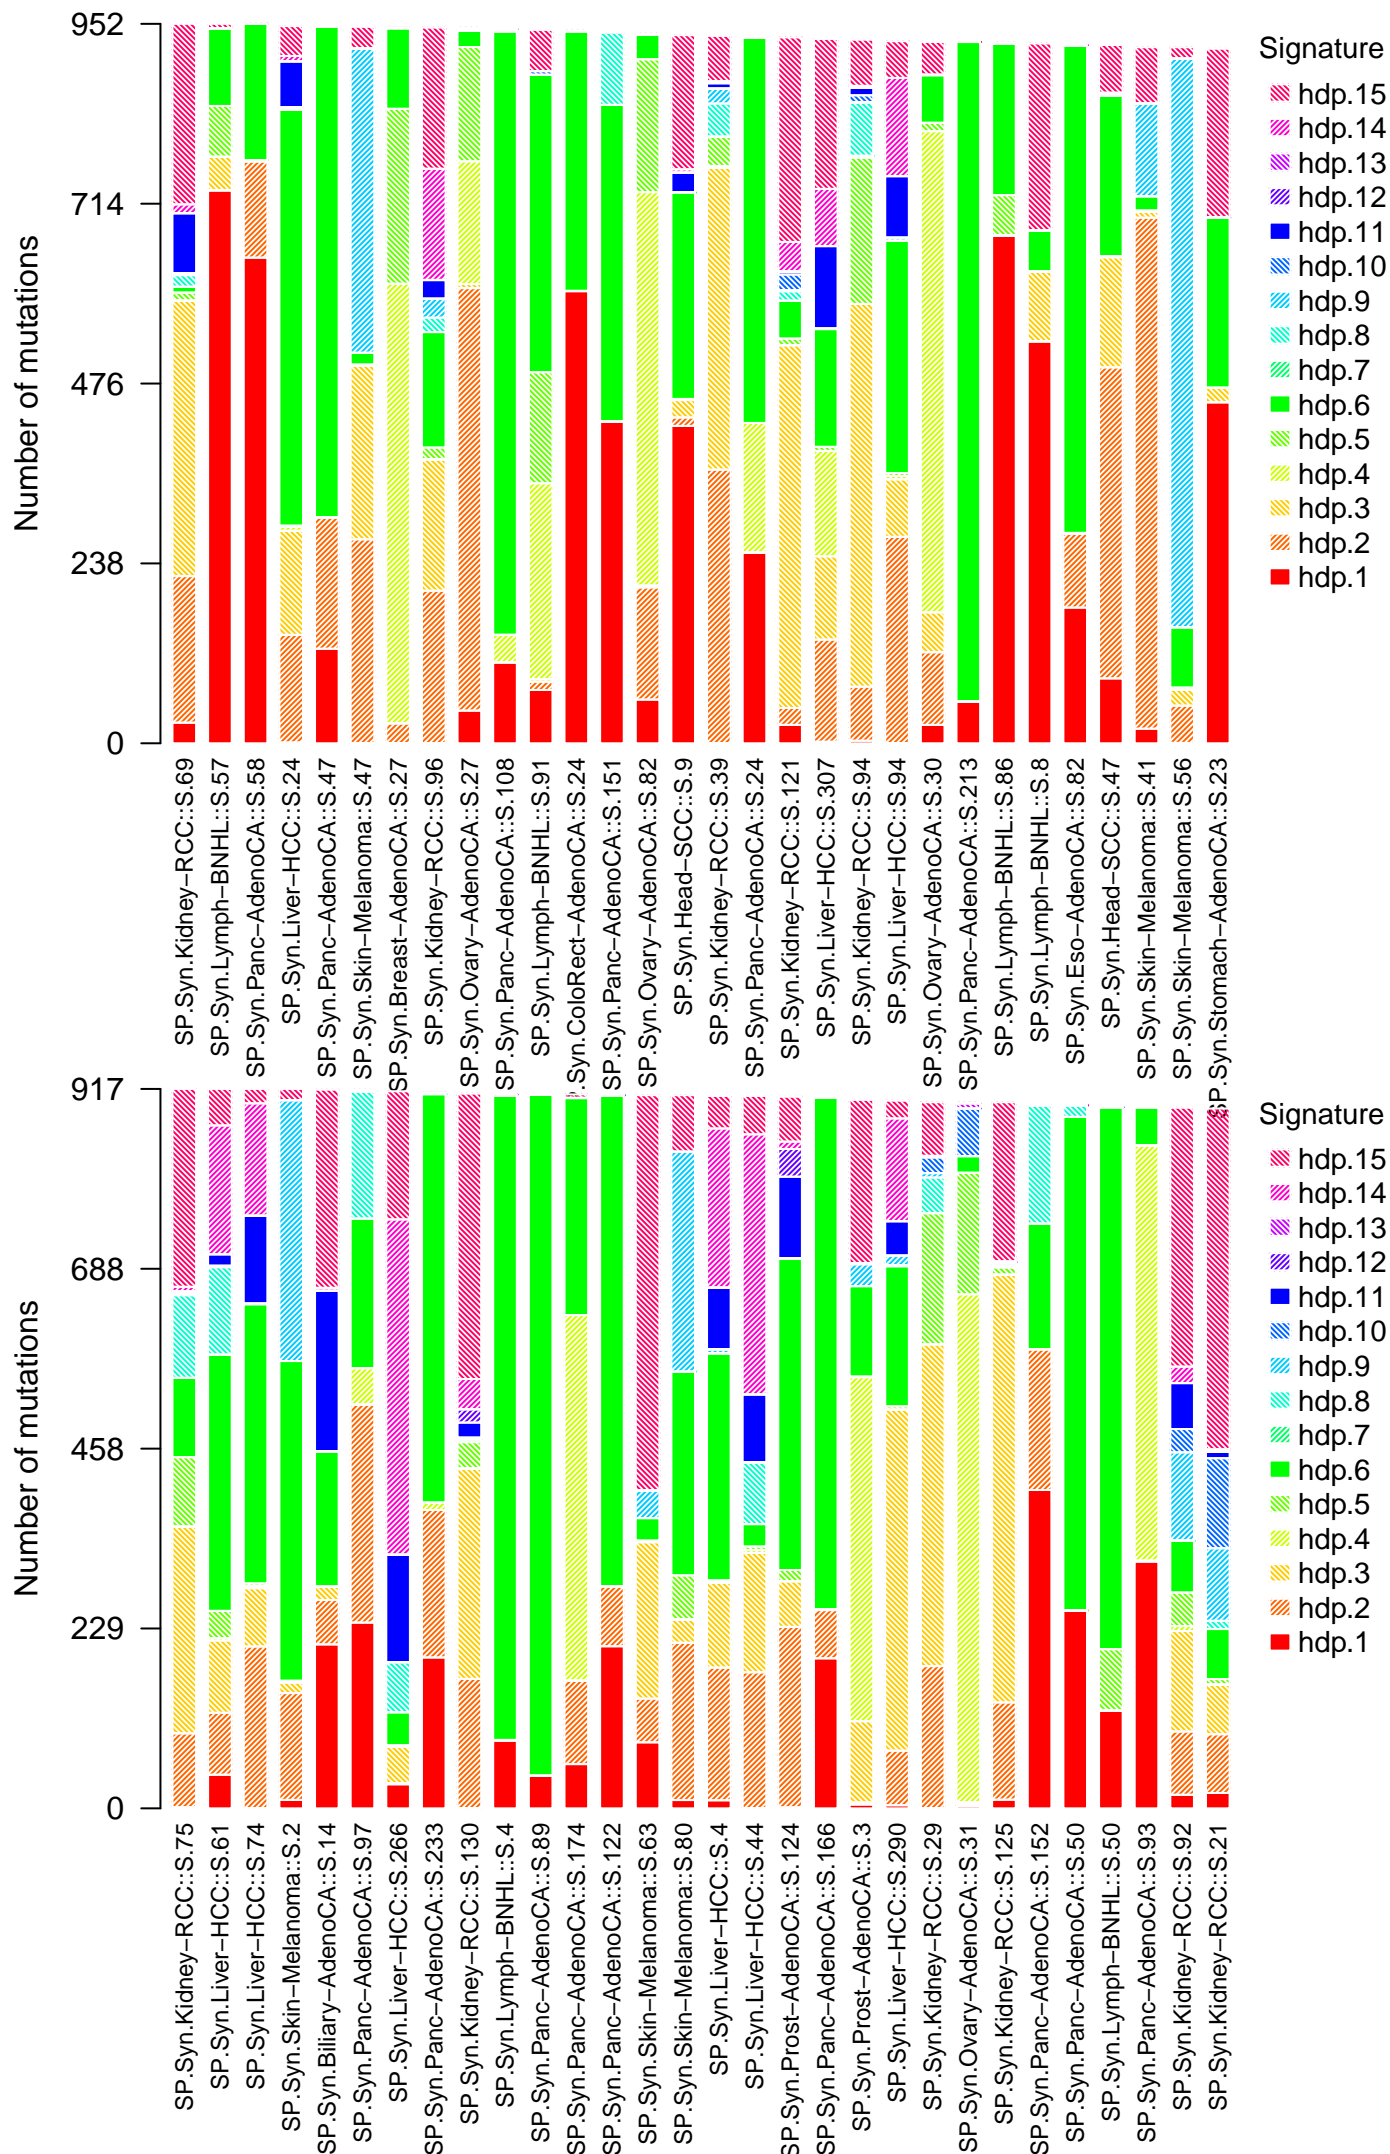 952
714
476
238
0
Number of mutations
Signature
hdp.15
hdp.14
hdp.13
hdp.12
hdp.11
hdp.10
hdp.9
hdp.8
hdp.7
hdp.6
hdp.5
hdp.4
hdp.3
hdp.2
hdp.1
SP.Syn.Kidney−RCC::S.69
SP.Syn.Lymph−BNHL::S.57
SP.Syn.Panc−AdenoCA::S.58
SP.Syn.Liver−HCC::S.24
SP.Syn.Panc−AdenoCA::S.47
SP.Syn.Skin−Melanoma::S.47
SP.Syn.Breast−AdenoCA::S.27
SP.Syn.Kidney−RCC::S.96
SP.Syn.Ovary−AdenoCA::S.27
SP.Syn.Panc−AdenoCA::S.108
SP.Syn.Lymph−BNHL::S.91
.Syn.ColoRect−AdenoCA::S.24
SP.Syn.Panc−AdenoCA::S.151
SP.Syn.Ovary−AdenoCA::S.82
SP.Syn.Head−SCC::S.9
SP.Syn.Kidney−RCC::S.39
SP.Syn.Panc−AdenoCA::S.24
SP.Syn.Kidney−RCC::S.121
SP.Syn.Liver−HCC::S.307
SP.Syn.Kidney−RCC::S.94
SP.Syn.Liver−HCC::S.94
SP.Syn.Ovary−AdenoCA::S.30
SP.Syn.Panc−AdenoCA::S.213
SP.Syn.Lymph−BNHL::S.86
SP.Syn.Lymph−BNHL::S.8
SP.Syn.Eso−AdenoCA::S.82
SP.Syn.Head−SCC::S.47
SP.Syn.Skin−Melanoma::S.41
SP.Syn.Skin−Melanoma::S.56
SP.Syn.Stomach−AdenoCA::S.23
917
688
458
229
0
Number of mutations
Signature
hdp.15
hdp.14
hdp.13
hdp.12
hdp.11
hdp.10
hdp.9
hdp.8
hdp.7
hdp.6
hdp.5
hdp.4
hdp.3
hdp.2
hdp.1
SP.Syn.Kidney−RCC::S.75
SP.Syn.Liver−HCC::S.61
SP.Syn.Liver−HCC::S.74
SP.Syn.Skin−Melanoma::S.2
SP.Syn.Biliary−AdenoCA::S.14
SP.Syn.Panc−AdenoCA::S.97
SP.Syn.Liver−HCC::S.266
SP.Syn.Panc−AdenoCA::S.233
SP.Syn.Kidney−RCC::S.130
SP.Syn.Lymph−BNHL::S.4
SP.Syn.Panc−AdenoCA::S.89
SP.Syn.Panc−AdenoCA::S.174
SP.Syn.Panc−AdenoCA::S.122
SP.Syn.Skin−Melanoma::S.63
SP.Syn.Skin−Melanoma::S.80
SP.Syn.Liver−HCC::S.4
SP.Syn.Liver−HCC::S.44
SP.Syn.Prost−AdenoCA::S.124
SP.Syn.Panc−AdenoCA::S.166
SP.Syn.Prost−AdenoCA::S.3
SP.Syn.Liver−HCC::S.290
SP.Syn.Kidney−RCC::S.29
SP.Syn.Ovary−AdenoCA::S.31
SP.Syn.Kidney−RCC::S.125
SP.Syn.Panc−AdenoCA::S.152
SP.Syn.Panc−AdenoCA::S.50
SP.Syn.Lymph−BNHL::S.50
SP.Syn.Panc−AdenoCA::S.93
SP.Syn.Kidney−RCC::S.92
SP.Syn.Kidney−RCC::S.21